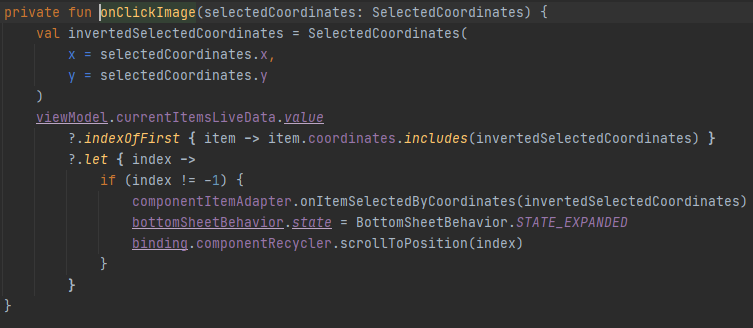 private fun onClickImage(selectedCoordinates: SelectedCoordinates) {
    val invertedSelectedCoordinates = SelectedCoordinates(
        x = selectedCoordinates.x,
        y = selectedCoordinates.y
    )
    viewModel.currentItemsLiveData.value
        ?.indexOfFirst { item -> item.coordinates.includes(invertedSelectedCoordinates) }
        ?.let { index ->
            if (index != -1) {
                componentItemAdapter.onItemSelectedByCoordinates(invertedSelectedCoordinates)
                bottomSheetBehavior.state = BottomSheetBehavior.STATE_EXPANDED
                binding.componentRecycler.scrollToPosition(index)
            }
        }
}